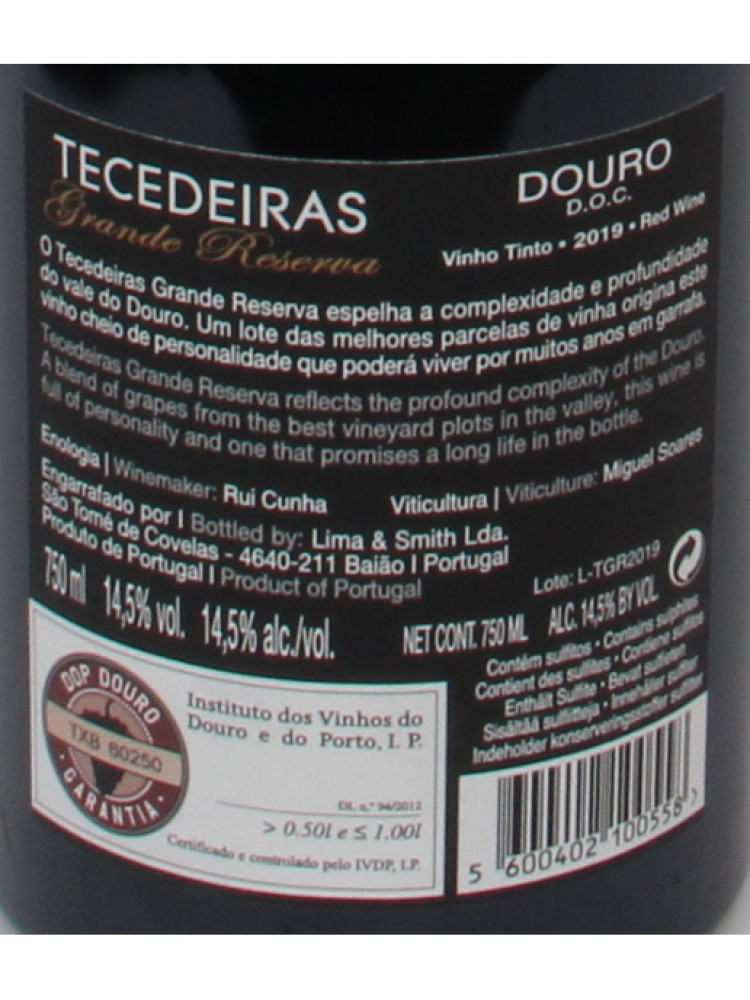 TECEDEIRAS
Grande Reserva
DOURO
D.O.C.
Vinho Tinto • 2019 • Red Wine
O Tecedeiras Grande Reserva espelha a complexidade e profundidade
do vale do Douro. Um lote das melhores parcelas de vinha origina este
vinho cheio de personalidade que poderá viver por muitos anos em garrafa.
Tecedeiras Grande Reserva reflects the profound complexity of the Douro.
A blend of grapes from the best vineyard plots in the valley, this wine is
full of personality and one that promises a long life in the bottle.
Enologia | Winemaker: Rui Cunha
Viticultura | Viticulture: Miguel Soares
Engarrafado por | Bottled by: Lima & Smith Lda.
São Tomé de Covelas - 4640-211 Baião | Portugal
Produto de Portugal | Product of Portugal
Lote: L-TGR2019
750 ml 14,5% vol. 14,5% alc./vol.
NET CONT. 750 ML ALC. 14,5% BY VOL.
Contém sulfitos • Contains sulphites
Contient des sulfites • Contiene sulfitos
Enthält Sulfite • Bevat sulfieten
Sisältää sulfiitteja • Innehåller sulfiter
Indeholder konserveringsstoffer sulfitter
DOP DOURO
TXB 60250
• GARANTIA •
Instituto dos Vinhos do
Douro e do Porto, I. P.
DL n.º 94/2012
> 0.50l e ≤ 1.00l
Certificado e controlado pelo IVDP, I.P.
5 600402 100558 >